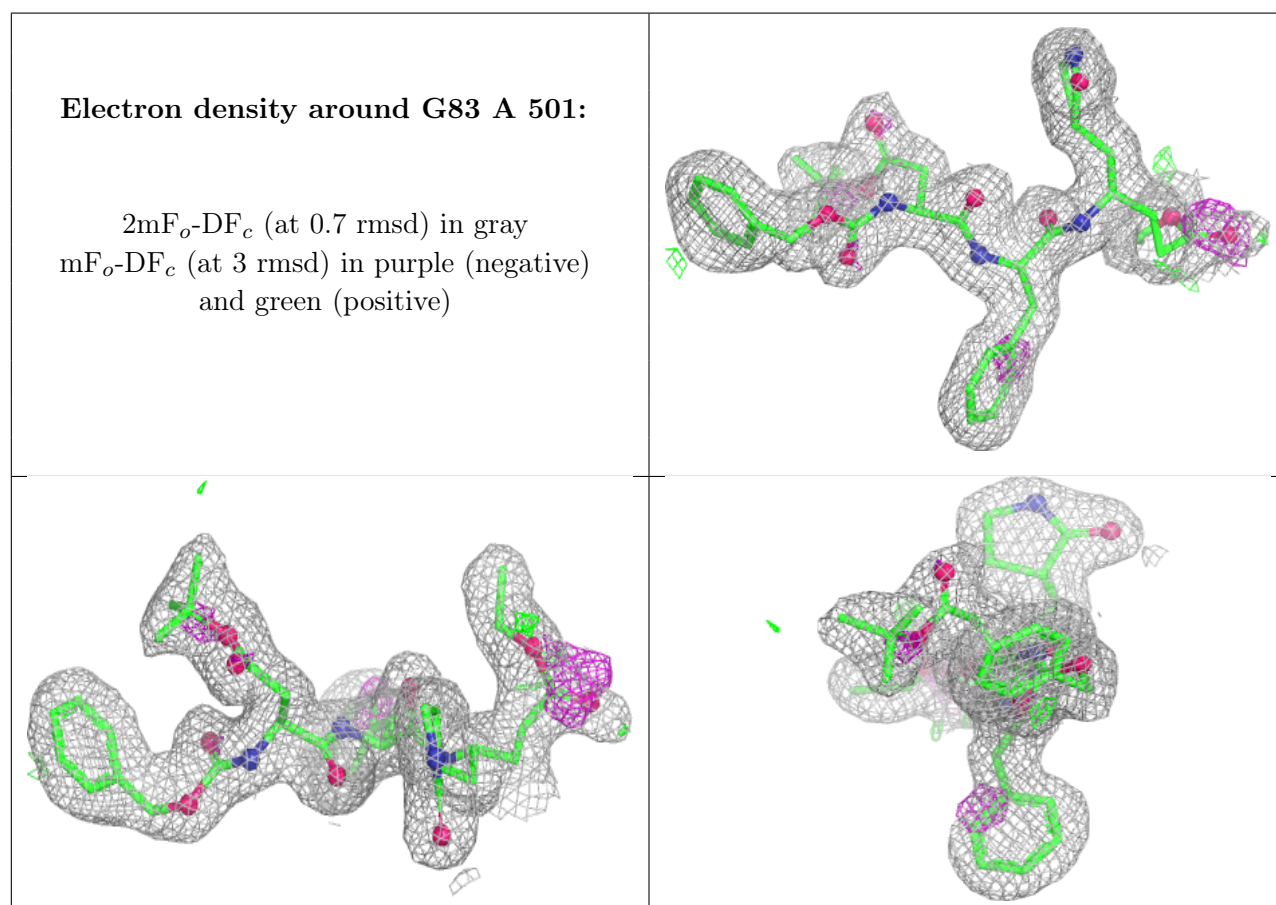 Electron density around G83 A 501:
2mFo-DFc (at 0.7 rmsd) in gray
mFo-DFc (at 3 rmsd) in purple (negative)
and green (positive)